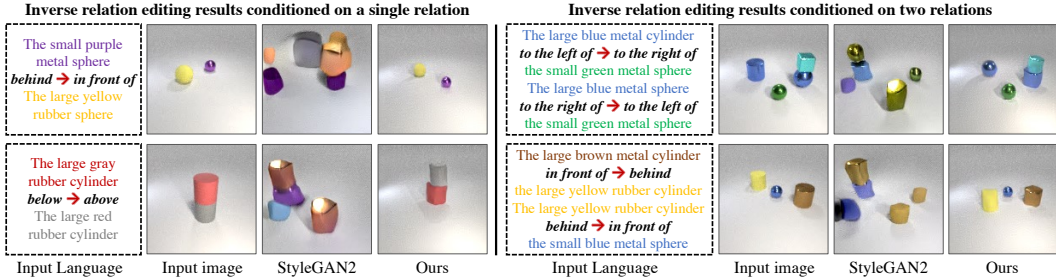 Inverse relation editing results conditioned on a single relation
The small purple
metal sphere
behind → in front of
The large yellow
rubber sphere
The large gray
rubber cylinder
below → above
The large red
rubber cylinder
Input Language
Input image
StyleGAN2
Ours
Inverse relation editing results conditioned on two relations
The large blue metal cylinder
to the left of → to the right of
the small green metal sphere
The large blue metal sphere
to the right of → to the left of
the small green metal sphere
The large brown metal cylinder
in front of → behind
the large yellow rubber cylinder
The large yellow rubber cylinder
behind → in front of
the small blue metal sphere
Input Language
Input image
StyleGAN2
Ours